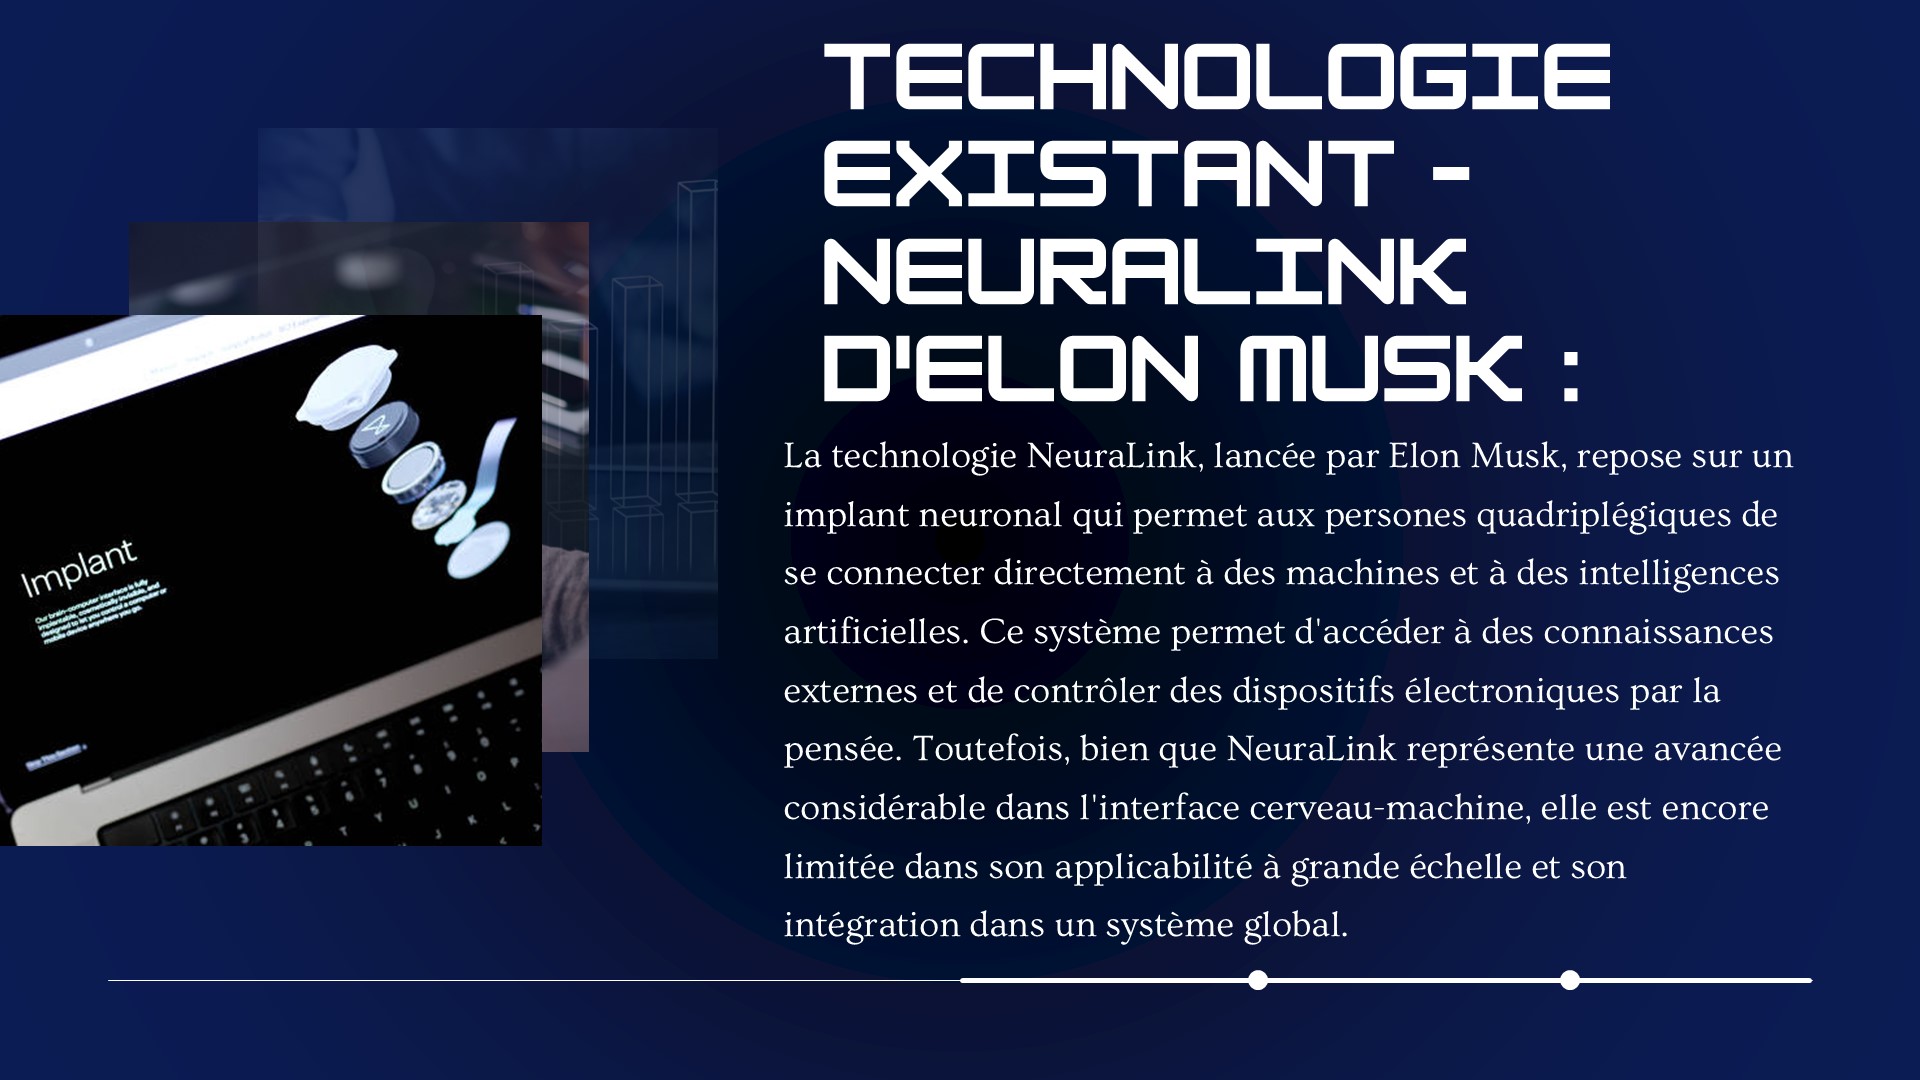 TECHNOLOGIE
EXISTANT -
NEURALINK
D'ELON MUSK :
La technologie NeuraLink, lancée par Elon Musk, repose sur un
implant neuronal qui permet aux persones quadriplégiques de
se connecter directement à des machines et à des intelligences
artificielles. Ce système permet d'accéder à des connaissances
externes et de contrôler des dispositifs électroniques par la
pensée. Toutefois, bien que NeuraLink représente une avancée
considérable dans l'interface cerveau-machine, elle est encore
limitée dans son applicabilité à grande échelle et son
intégration dans un système global.
Implant
Our brain-computer interface is fully
implantable, cosmetically invisible, and
designed to let you control a computer or
mobile device anywhere you go.